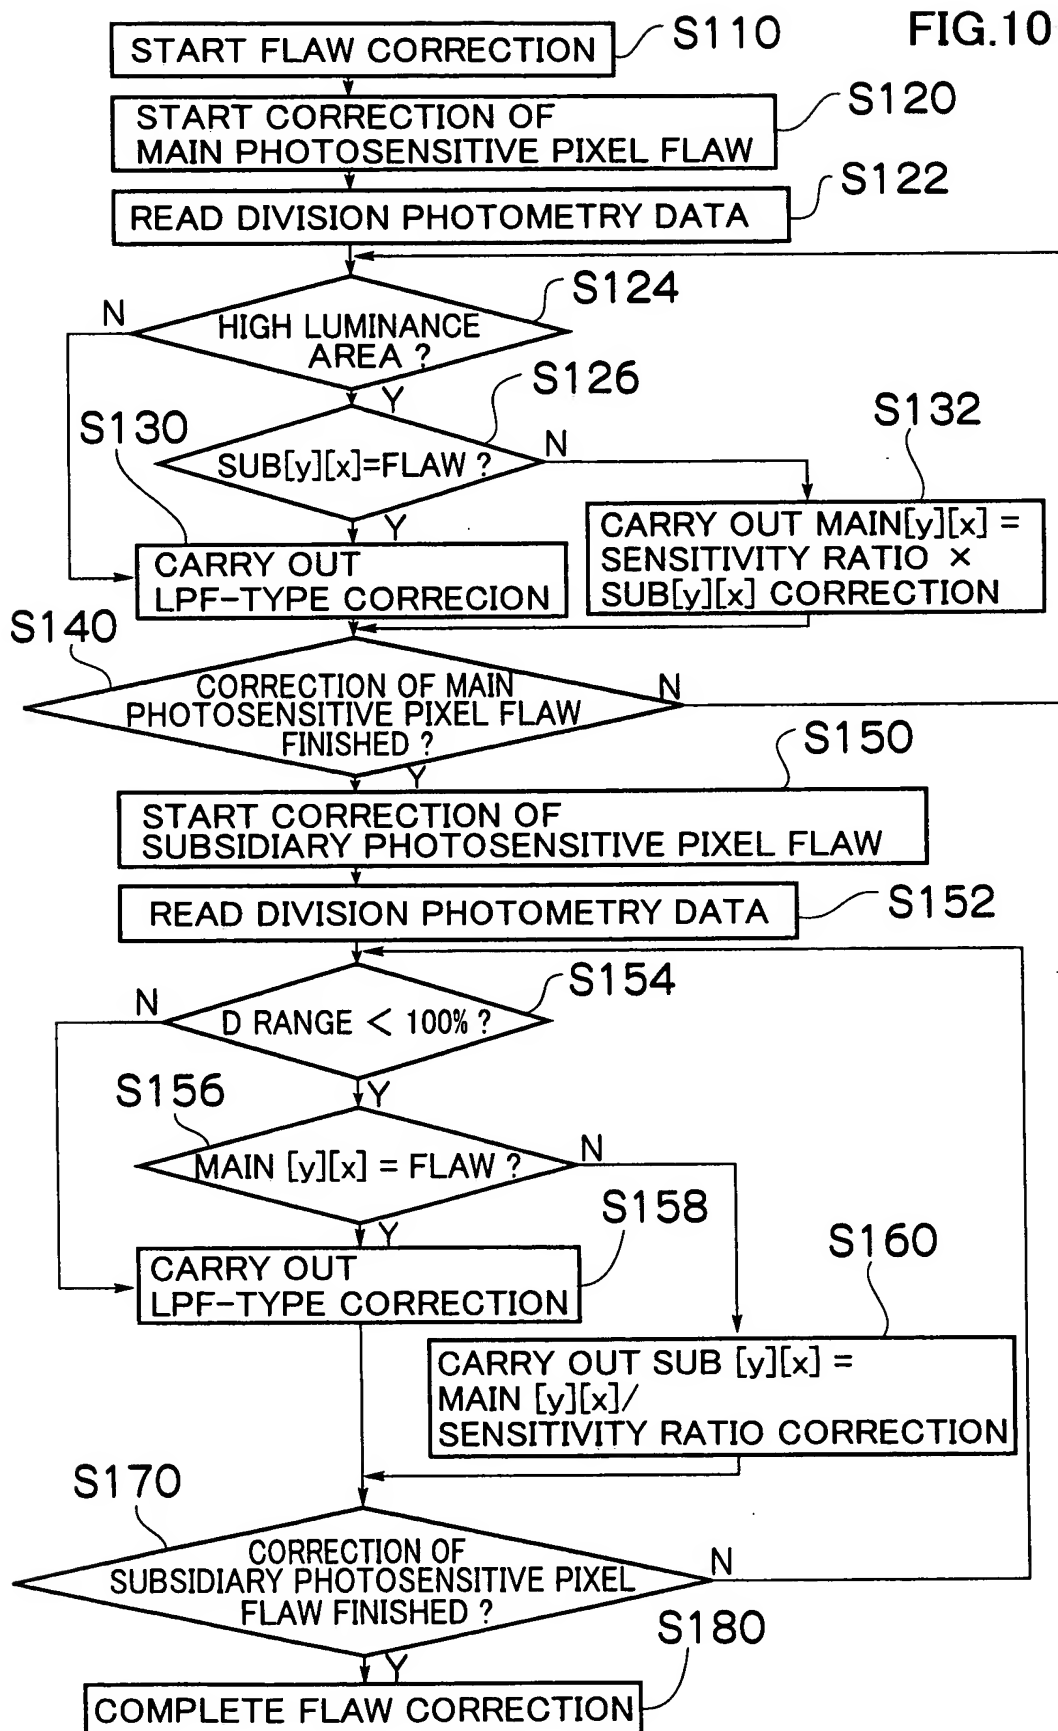 FIG.10
START FLAW CORRECTION
S110
START CORRECTION OF
MAIN PHOTOSENSITIVE PIXEL FLAW
S120
READ DIVISION PHOTOMETRY DATA
S122
HIGH LUMINANCE
AREA ?
S124
N
Y
SUB[y][x]=FLAW ?
S126
N
Y
S130
CARRY OUT
LPF-TYPE CORRECION
S132
CARRY OUT MAIN[y][x] =
SENSITIVITY RATIO ×
SUB[y][x] CORRECTION
S140
CORRECTION OF MAIN
PHOTOSENSITIVE PIXEL FLAW
FINISHED ?
N
Y
S150
START CORRECTION OF
SUBSIDIARY PHOTOSENSITIVE PIXEL FLAW
READ DIVISION PHOTOMETRY DATA
S152
D RANGE < 100% ?
S154
N
Y
S156
MAIN [y][x] = FLAW ?
N
Y
S158
CARRY OUT
LPF-TYPE CORRECTION
S160
CARRY OUT SUB [y][x] =
MAIN [y][x]/
SENSITIVITY RATIO CORRECTION
S170
CORRECTION OF
SUBSIDIARY PHOTOSENSITIVE PIXEL
FLAW FINISHED ?
N
Y
S180
COMPLETE FLAW CORRECTION